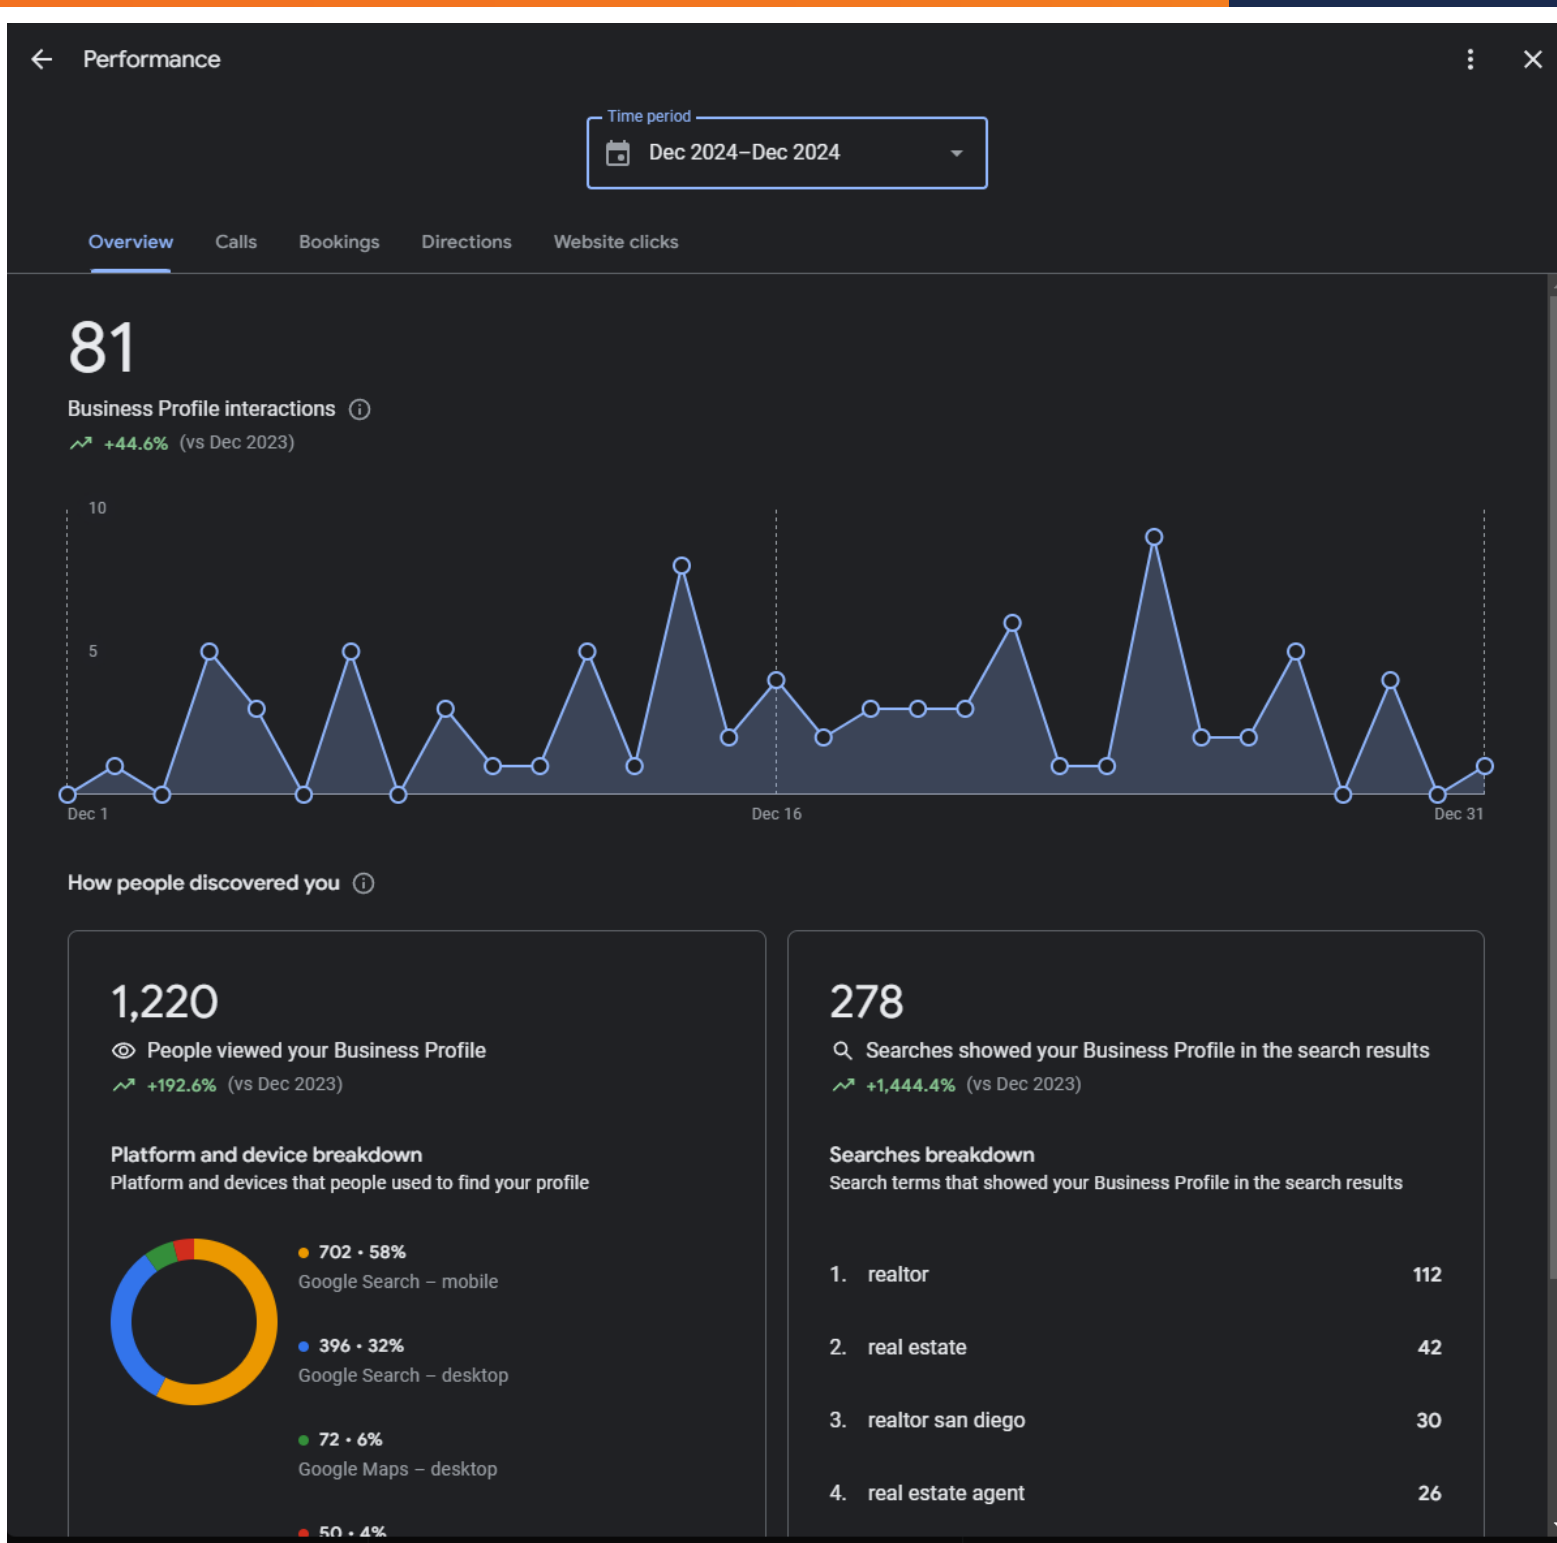 Performance
Time period
Dec 2024–Dec 2024
Overview Calls Bookings Directions Website clicks
81
Business Profile interactions
+44.6% (vs Dec 2023)
10
5
Dec 1 Dec 16 Dec 31
How people discovered you
1,220
People viewed your Business Profile
+192.6% (vs Dec 2023)
Platform and device breakdown
Platform and devices that people used to find your profile
702 • 58%
Google Search – mobile
396 • 32%
Google Search – desktop
72 • 6%
Google Maps – desktop
50 • 4%
278
Searches showed your Business Profile in the search results
+1,444.4% (vs Dec 2023)
Searches breakdown
Search terms that showed your Business Profile in the search results
1. realtor 112
2. real estate 42
3. realtor san diego 30
4. real estate agent 26